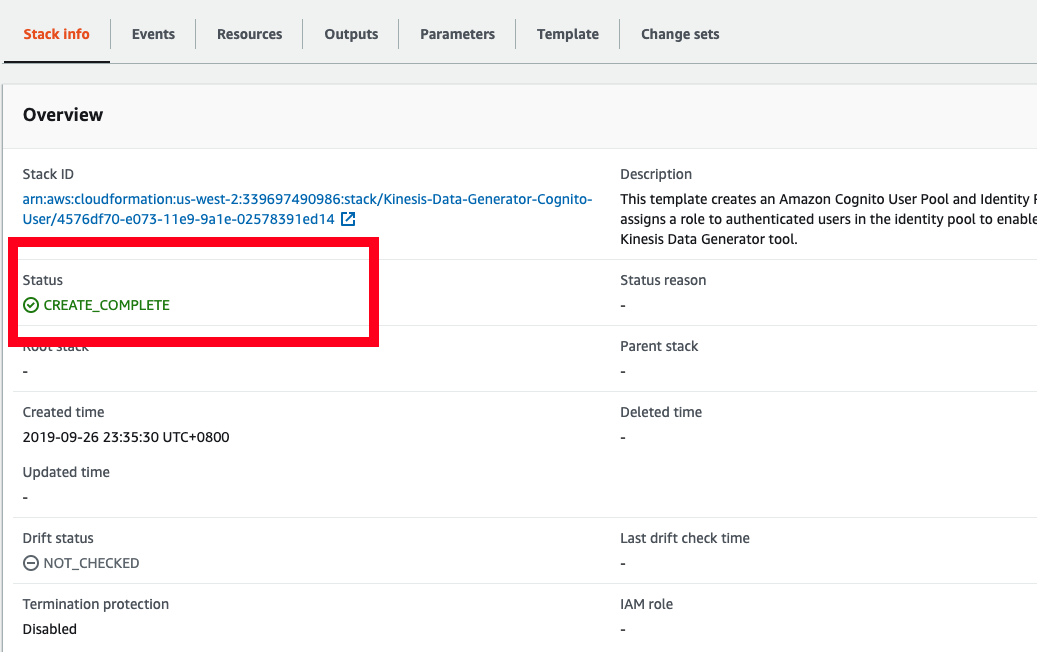 Stack info Events Resources Outputs Parameters Template Change sets
Overview
Stack ID
arn:aws:cloudformation:us-west-2:339697490986:stack/Kinesis-Data-Generator-Cognito-
User/4576df70-e073-11e9-9a1e-02578391ed14
Description
This template creates an Amazon Cognito User Pool and Identity
assigns a role to authenticated users in the identity pool to enable
Kinesis Data Generator tool.
Status
CREATE_COMPLETE
Status reason
-
Root stack
-
Parent stack
-
Created time
2019-09-26 23:35:30 UTC+0800
Deleted time
-
Updated time
-
Drift status
NOT_CHECKED
Last drift check time
-
Termination protection
Disabled
IAM role
-